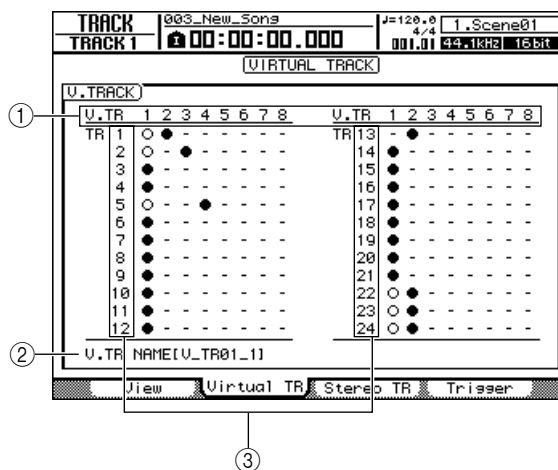 TRACK 003_New_Song J=120.0 4/4 1.Scene01
TRACK 1 00:00:00.000 001.01 44.1kHz 16bit
VIRTUAL TRACK
V.TRACK
① V.TR 1 2 3 4 5 6 7 8 V.TR 1 2 3 4 5 6 7 8
TR 1 ○ ● - - - - - - TR 13 - ● - - - - - -
2 ○ - ● - - - - - 14 ● - - - - - - -
3 ● - - - - - - - 15 ● - - - - - - -
4 ● - - - - - - - 16 ● - - - - - - -
5 ○ - - ● - - - - 17 ● - - - - - - -
6 ● - - - - - - - 18 ● - - - - - - -
7 ● - - - - - - - 19 ● - - - - - - -
8 ● - - - - - - - 20 ● - - - - - - -
9 ● - - - - - - - 21 ● - - - - - - -
10 ● - - - - - - - 22 ○ ● - - - - - -
11 ● - - - - - - - 23 ○ ● - - - - - -
12 ● - - - - - - - 24 ○ ● - - - - - -
② V.TR NAME[V_TR01_1]
View Virtual TR Stereo TR Trigger
③